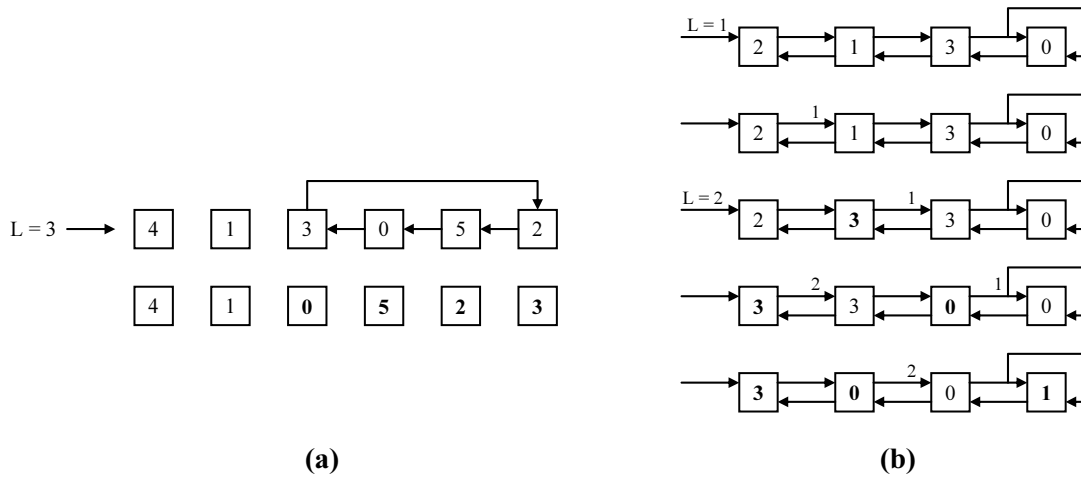 L = 3
4 1 3 0 5 2
4 1 0 5 2 3
(a)
L = 1
2 1 3 0
1
2 1 3 0
L = 2
1
2 3 3 0
2
1
3 3 0 0
2
3 0 0 1
(b)